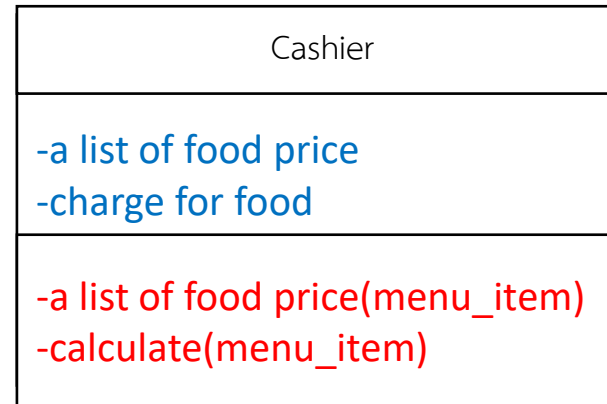 Cashier
-a list of food price
-charge for food
-a list of food price(menu_item)
-calculate(menu_item)